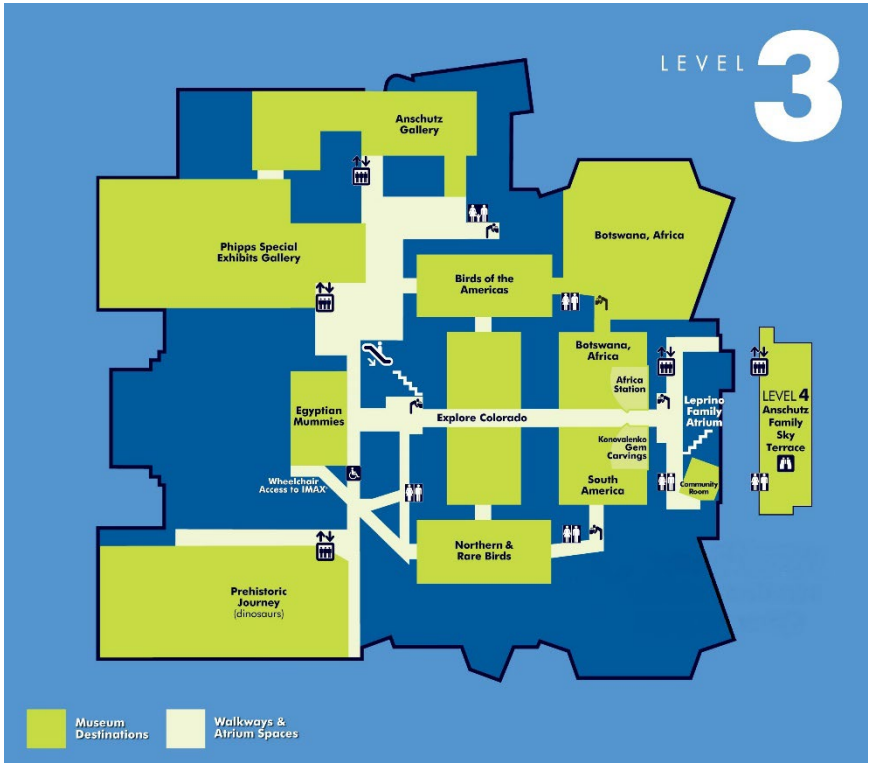 LEVEL 3
Anschutz
Gallery
Phipps Special
Exhibits Gallery
Botswana, Africa
Birds of the
Americas
Botswana,
Africa
Africa
Station
Leprino
Family
Atrium
LEVEL 4
Anschutz
Family
Sky
Terrace
Egyptian
Mummies
Explore Colorado
Konovalenko
Gem
Carvings
South
America
Community
Room
Wheelchair
Access to IMAX®
Northern &
Rare Birds
Prehistoric
Journey
(dinosaurs)
Museum
Destinations
Walkways &
Atrium Spaces